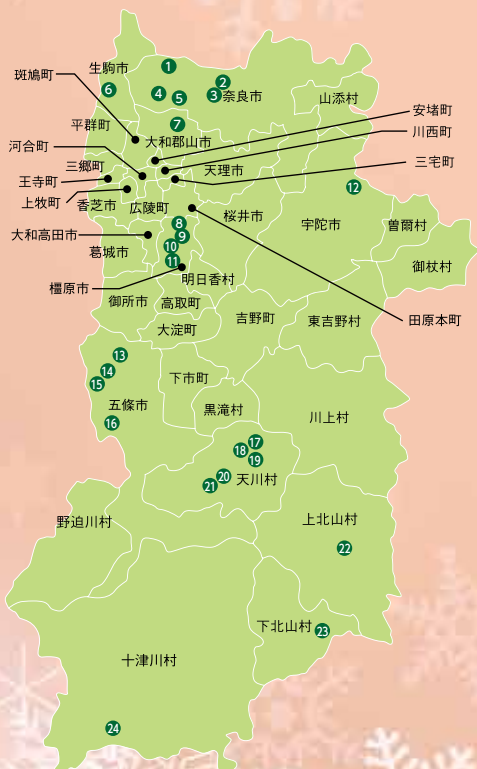 1
生駒市
2
斑鳩町
6
4
5
3
奈良市
山添村
安堵町
平群町
7
川西町
大和郡山市
河合町
三宅町
三郷町
天理市
王寺町
12
上牧町
香芝市
広陵町
桜井市
8
宇陀市
曽爾村
大和高田市
9
10
葛城市
11
御杖村
明日香村
橿原市
御所市
高取町
吉野町
東吉野村
田原本町
大淀町
13
14
下市町
15
五條市
黒滝村
川上村
16
17
18
19
20
天川村
21
野迫川村
上北山村
22
下北山村
23
十津川村
24